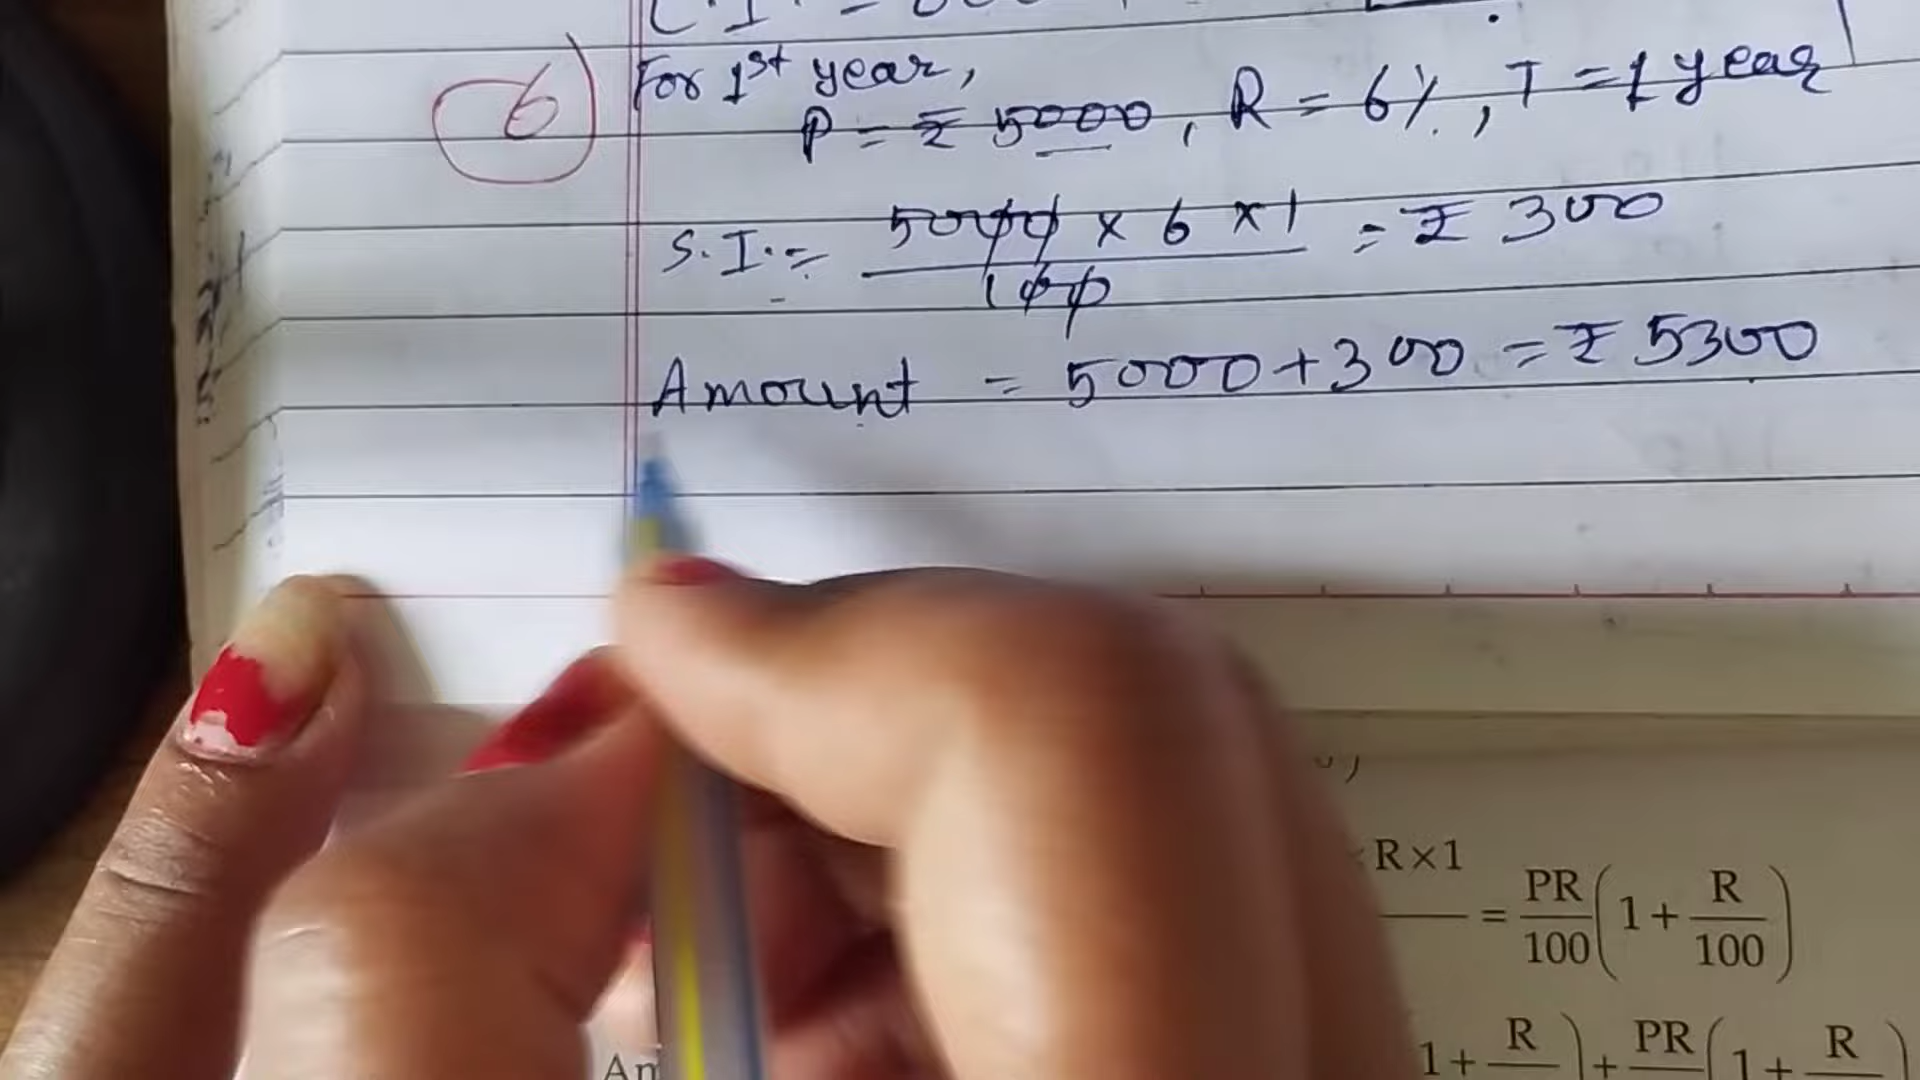 6) For 1st year,
P = ₹ 5000, R = 6%, T = 1 year
S.I. = 5000 × 6 × 1 / 100 = ₹ 300
Amount = 5000 + 300 = ₹ 5300
R×1
= PR/100 (1 + R/100)
1 + R
) + PR ( 1 + R )